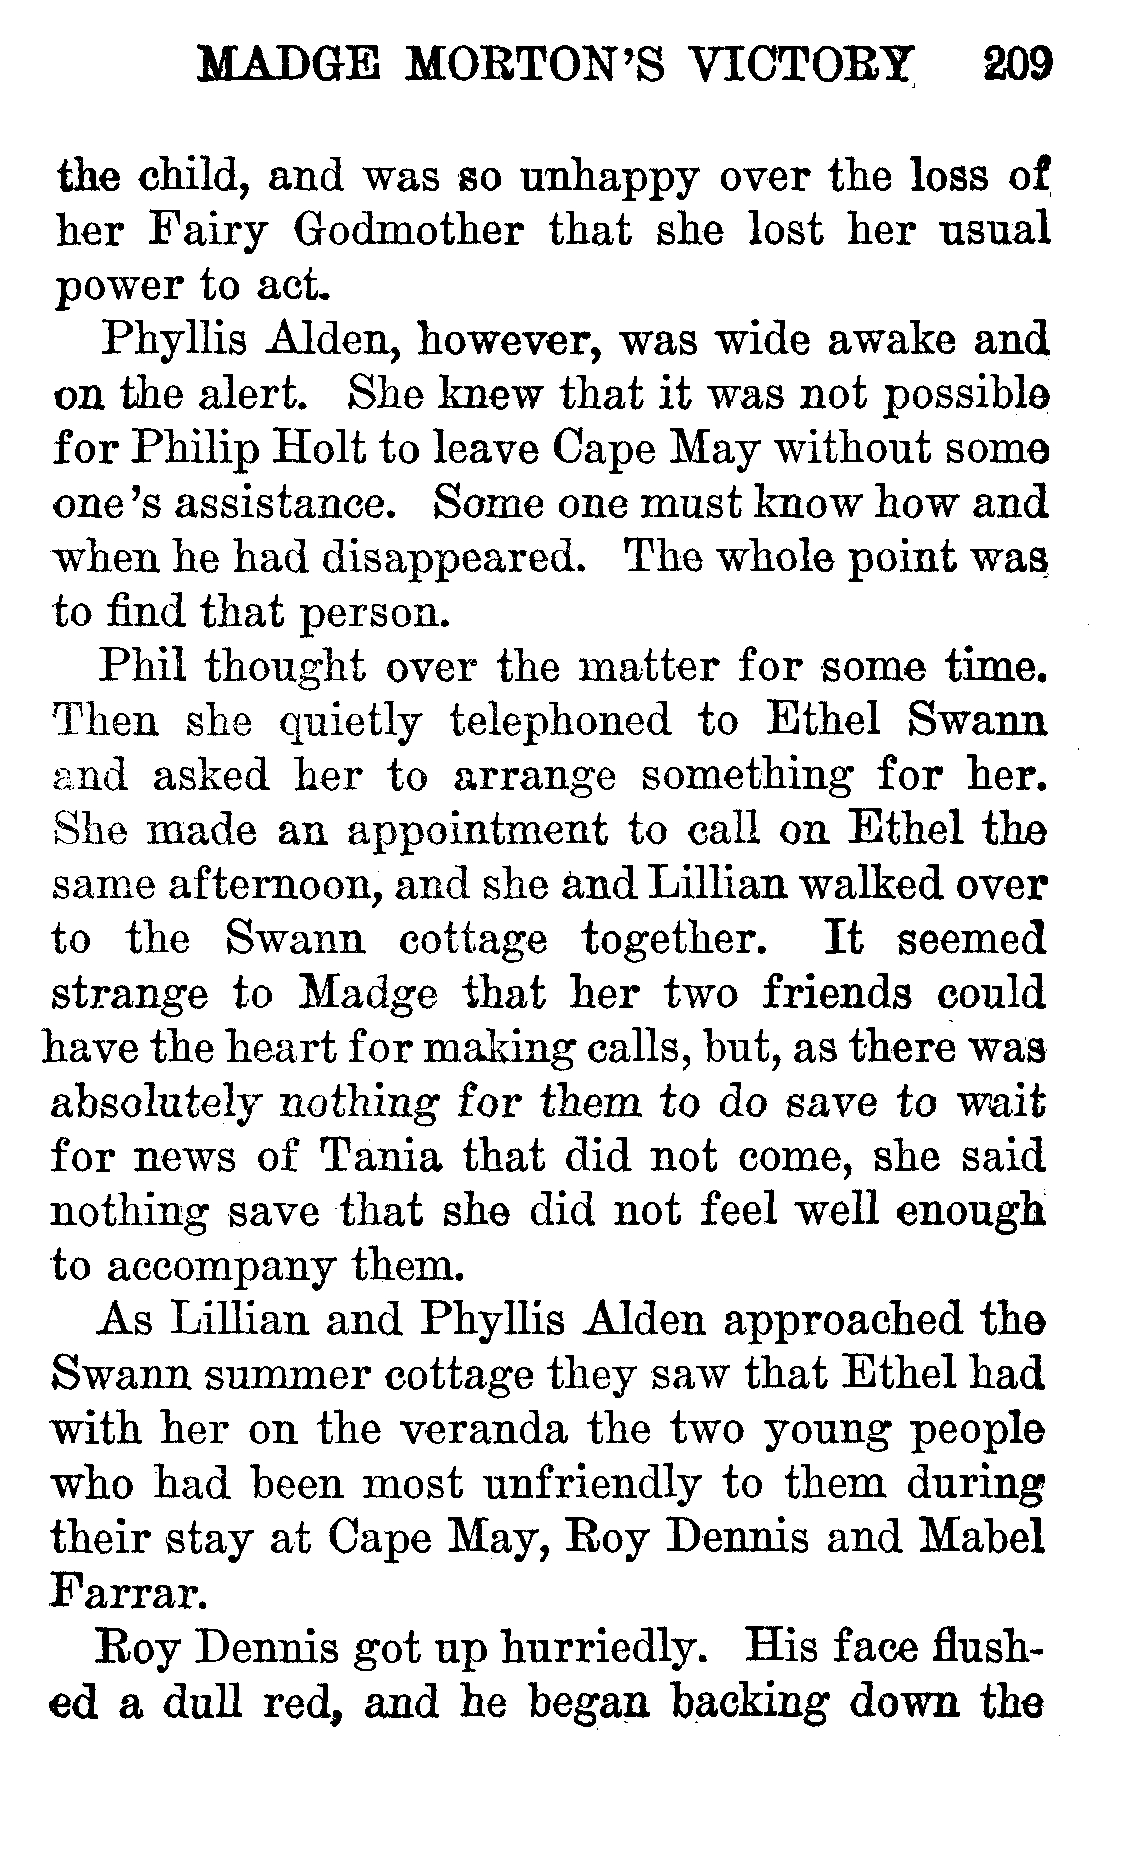 MADGE MORTON'S VICTORY 209
the child, and was so unhappy over the loss of
her Fairy Godmother that she lost her usual
power to act.
Phyllis Alden, however, was wide awake and
on the alert. She knew that it was not possible
for Philip Holt to leave Cape May without some
one's assistance. Some one must know how and
when he had disappeared. The whole point was
to find that person.
Phil thought over the matter for some time.
Then she quietly telephoned to Ethel Swann
and asked her to arrange something for her.
She made an appointment to call on Ethel the
same afternoon, and she and Lillian walked over
to the Swann cottage together. It seemed
strange to Madge that her two friends could
have the heart for making calls, but, as there was
absolutely nothing for them to do save to wait
for news of Tania that did not come, she said
nothing save that she did not feel well enough
to accompany them.
As Lillian and Phyllis Alden approached the
Swann summer cottage they saw that Ethel had
with her on the veranda the two young people
who had been most unfriendly to them during
their stay at Cape May, Roy Dennis and Mabel
Farrar.
Roy Dennis got up hurriedly. His face flush-
ed a dull red, and he began backing down the